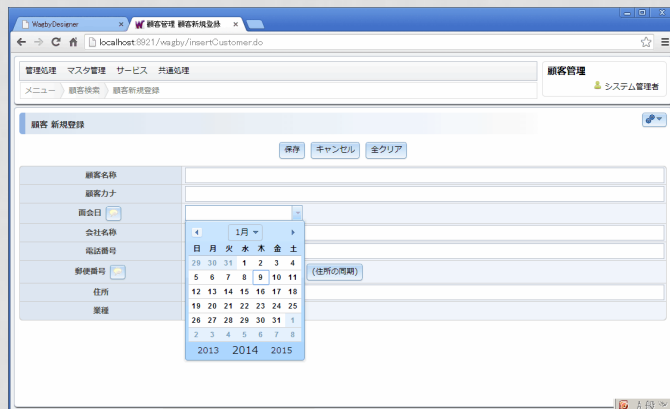 WagbyDesigner × 顧客管理 顧客新規登録 ×
localhost:8921/wagby/insertCustomer.do
管理処理 マスタ管理 サービス 共通処理
顧客管理
メニュー 顧客検索 顧客新規登録
システム管理者
顧客 新規登録
保存 キャンセル 全クリア
顧客名称
顧客カナ
面会日
会社名称
電話番号
郵便番号 (住所の同期)
住所
業種
1月
日 月 火 水 木 金 土
29 30 31 1 2 3 4
5 6 7 8 9 10 11
12 13 14 15 16 17 18
19 20 21 22 23 24 25
26 27 28 29 30 31 1
2 3 4 5 6 7 8
2013 2014 2015